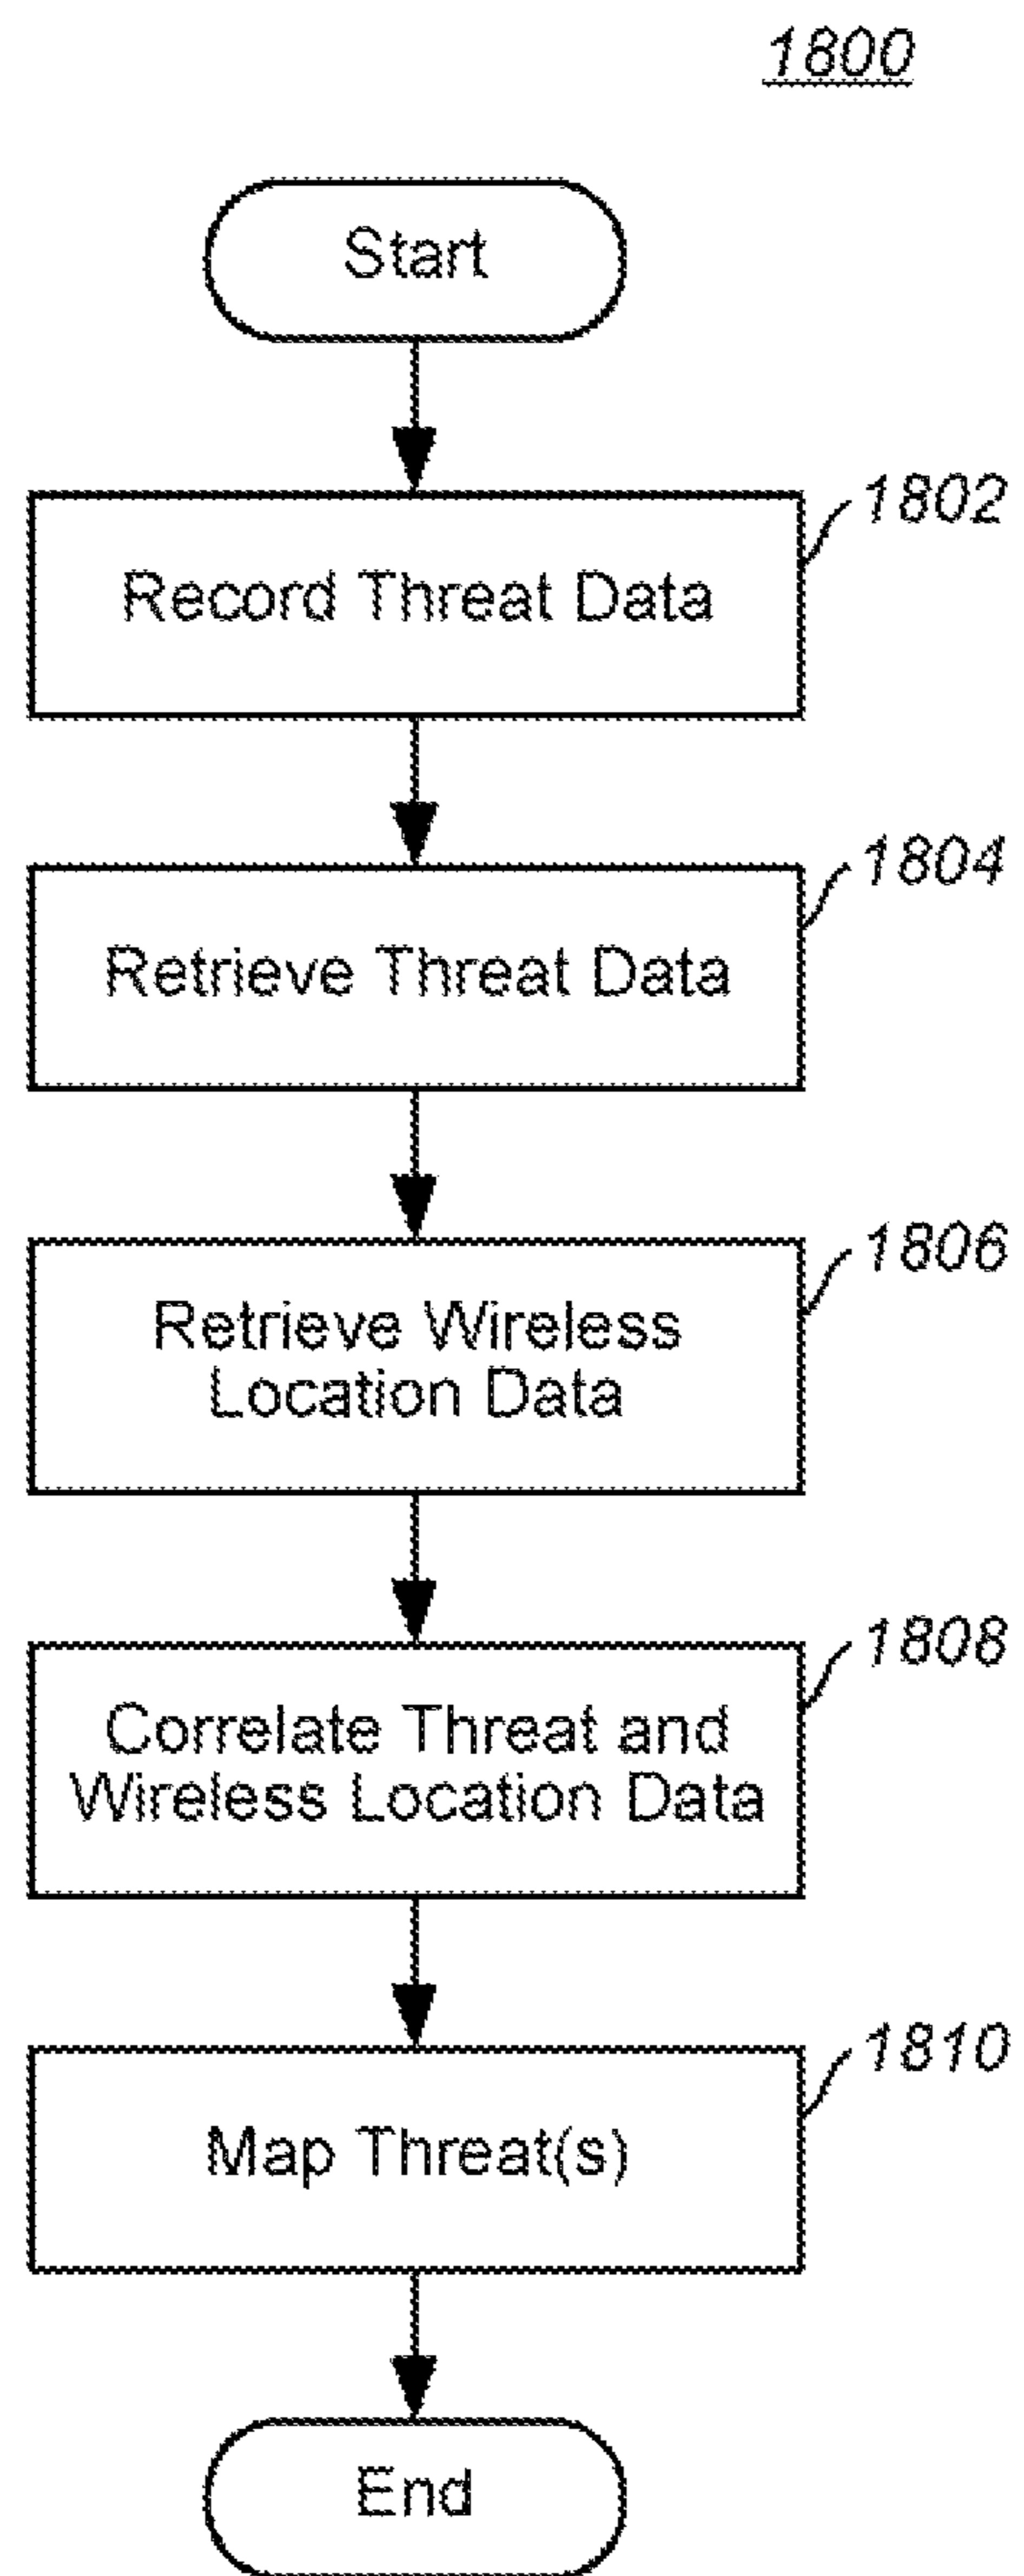 1800
Start
1802
Record Threat Data
1804
Retrieve Threat Data
1806
Retrieve Wireless
Location Data
1808
Correlate Threat and
Wireless Location Data
1810
Map Threat(s)
End